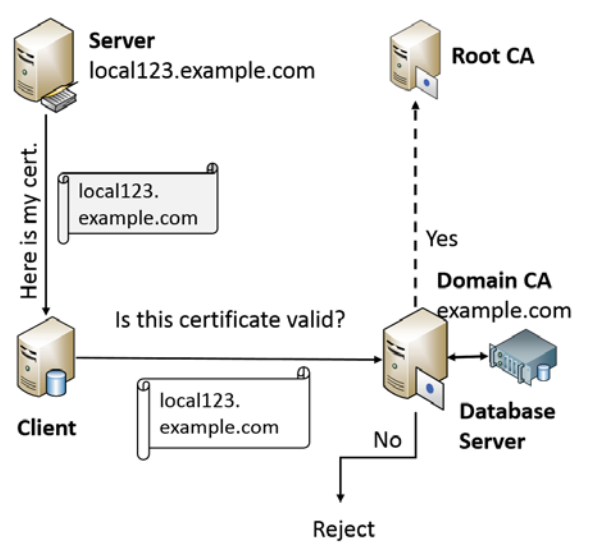 Server
local123.example.com
Root CA
Here is my cert.
local123.
example.com
Yes
Domain CA
example.com
Is this certificate valid?
local123.
example.com
Client
Database
Server
No
Reject